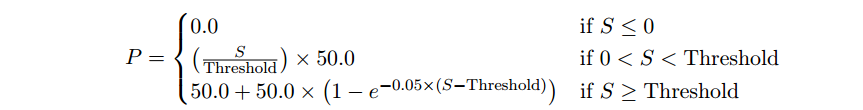 0.0 if S ≤ 0
P = { (S / Threshold) × 50.0 if 0 < S < Threshold
50.0 + 50.0 × (1 − e^{−0.05×(S−Threshold)}) if S ≥ Threshold